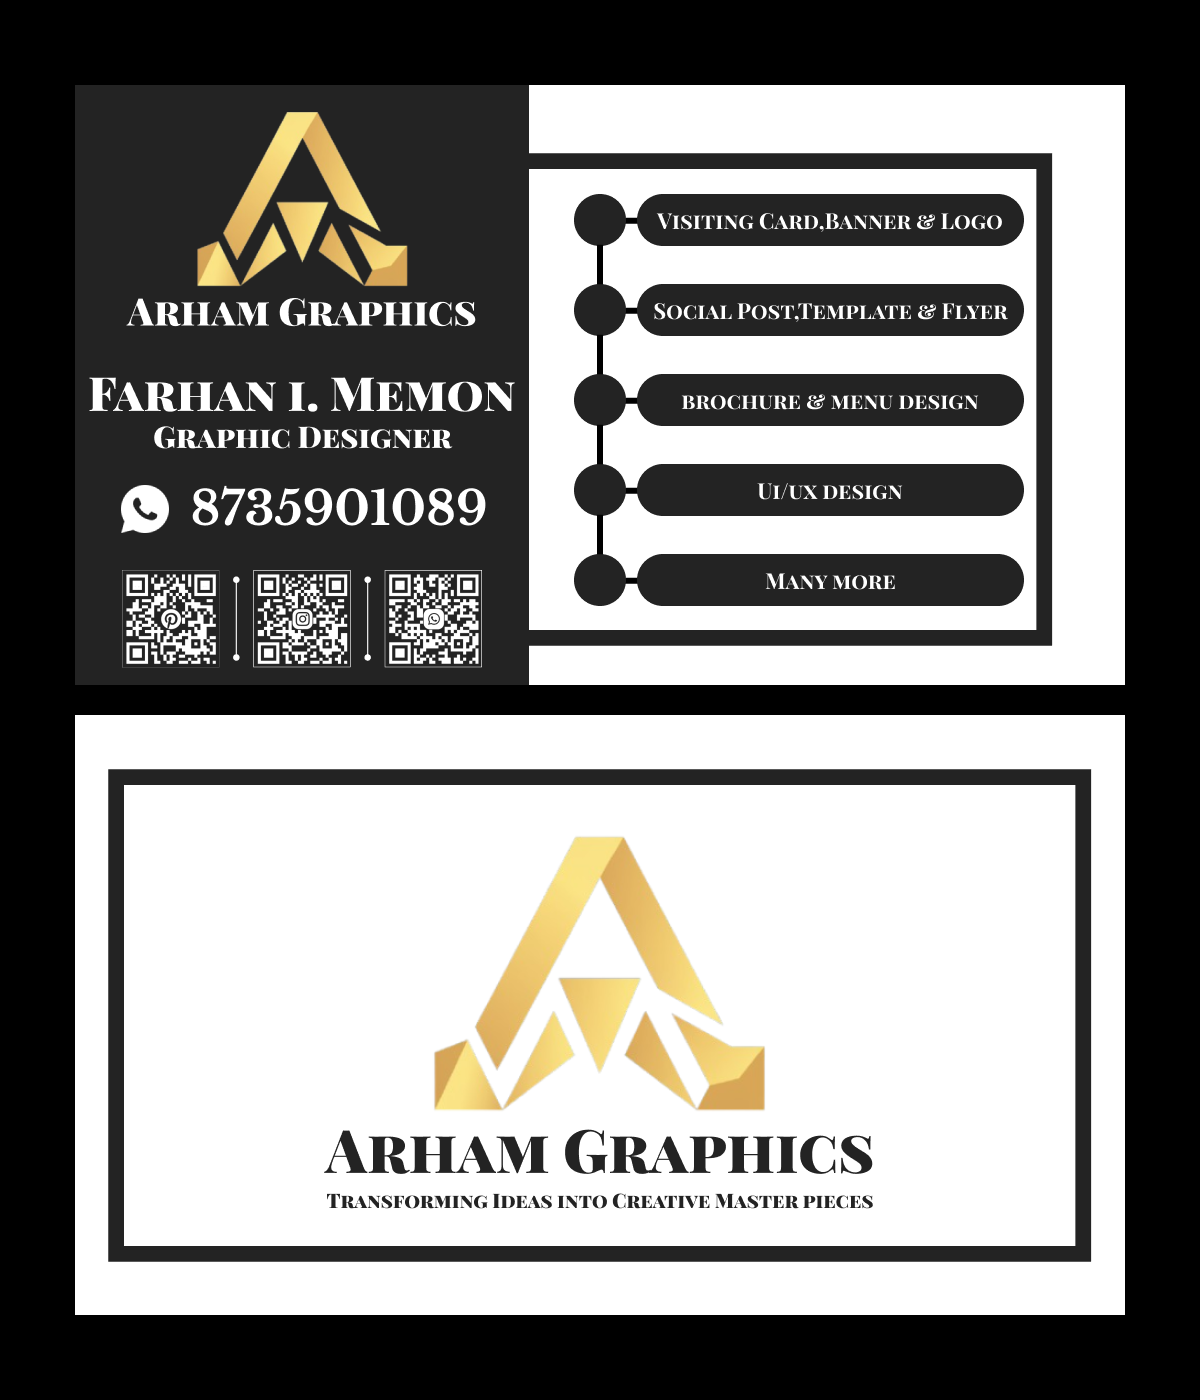 Arham Graphics
Farhan i. Memon
Graphic Designer
8735901089
Visiting Card,Banner & Logo
Social Post,Template & Flyer
brochure & menu design
Ui/ux design
Many more
Arham Graphics
Transforming Ideas into Creative Master pieces